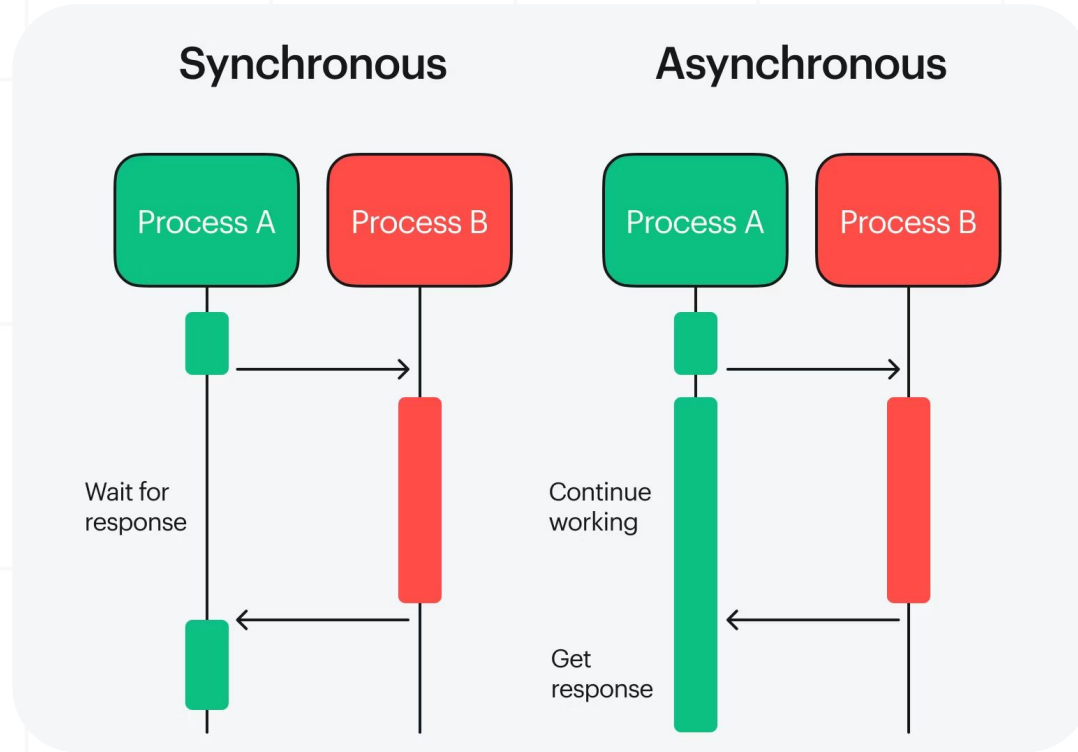 Synchronous
Asynchronous
Process A
Process B
Process A
Process B
Wait for
response
Continue
working
Get
response